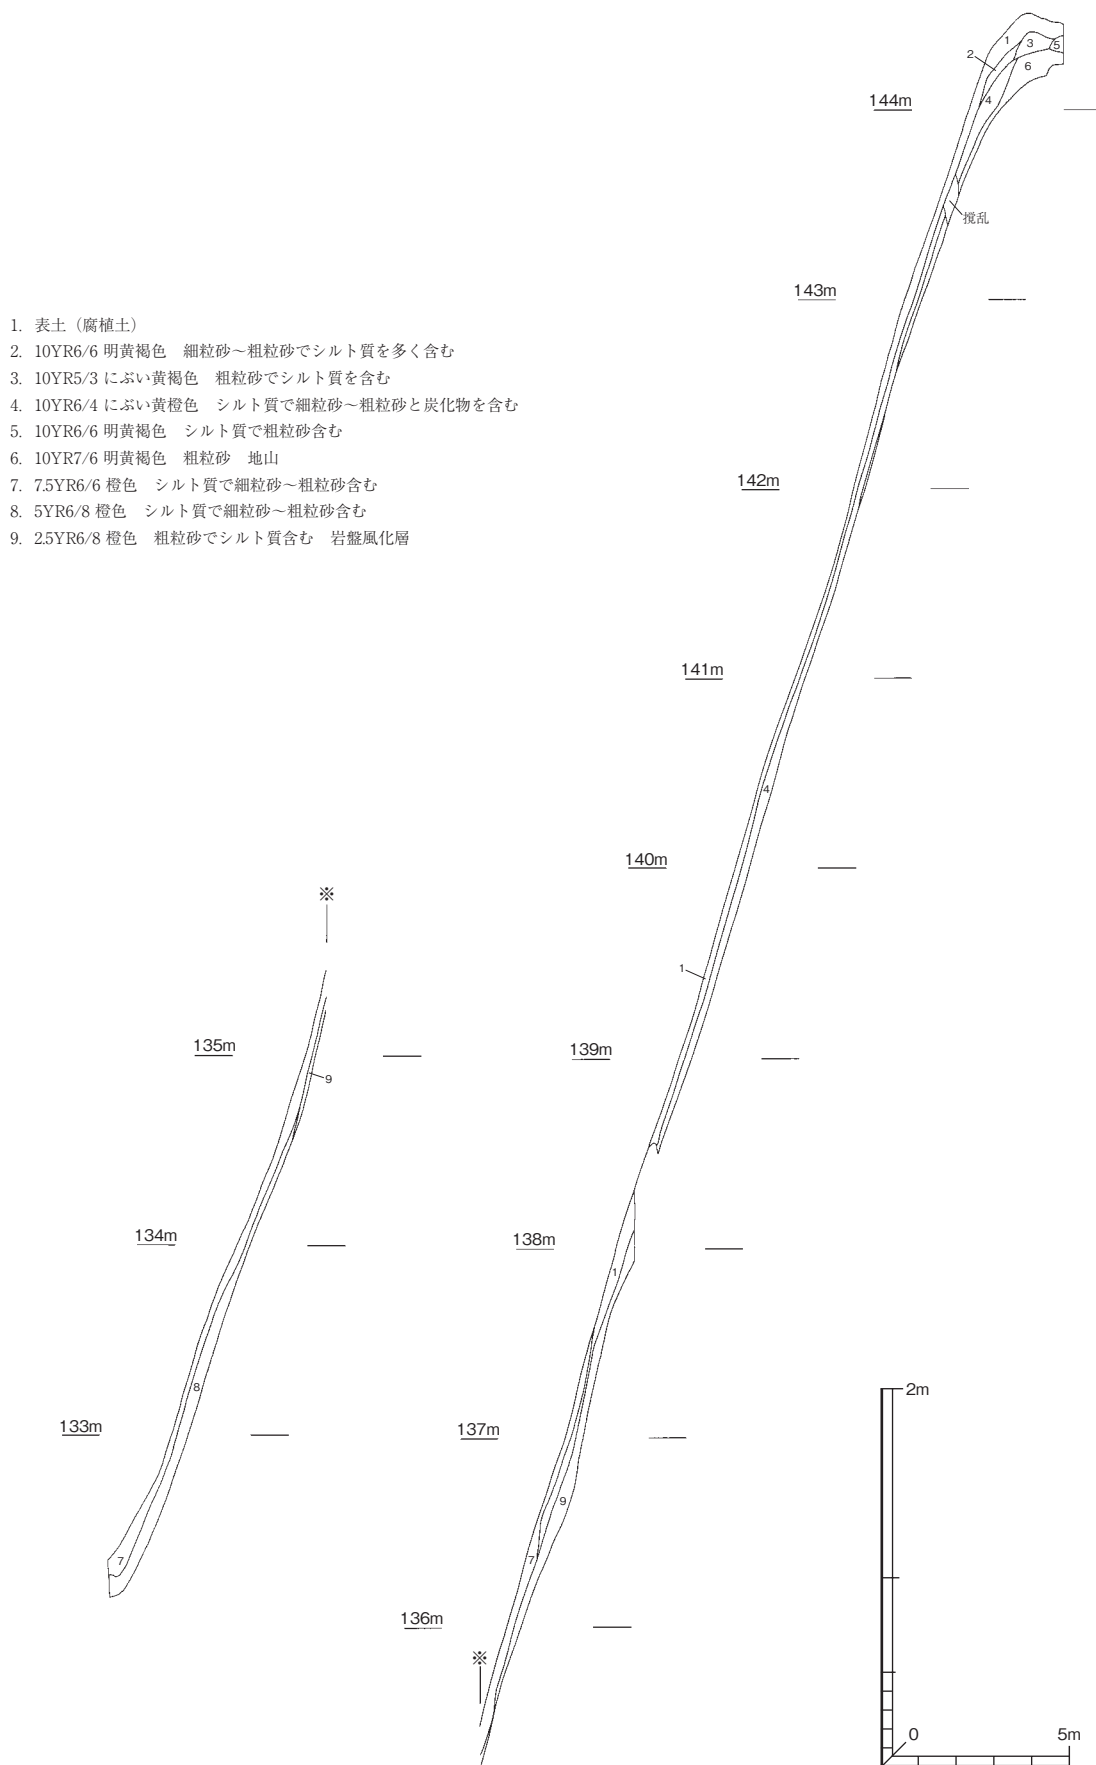 1
3
5
2
6
144m
4
撹乱
143m
1. 表土（腐植土）
2. 10YR6/6 明黄褐色　細粒砂～粗粒砂でシルト質を多く含む
3. 10YR5/3 にぶい黄褐色　粗粒砂でシルト質を含む
4. 10YR6/4 にぶい黄橙色　シルト質で細粒砂～粗粒砂と炭化物を含む
5. 10YR6/6 明黄褐色　シルト質で粗粒砂含む
6. 10YR7/6 明黄褐色　粗粒砂　地山
7. 7.5YR6/6 橙色　シルト質で細粒砂～粗粒砂含む
8. 5YR6/8 橙色　シルト質で細粒砂～粗粒砂含む
9. 2.5YR6/8 橙色　粗粒砂でシルト質含む　岩盤風化層
142m
141m
4
140m
※
1
135m
139m
9
134m
138m
1
8
2m
133m
137m
9
7
7
136m
※
0
5m